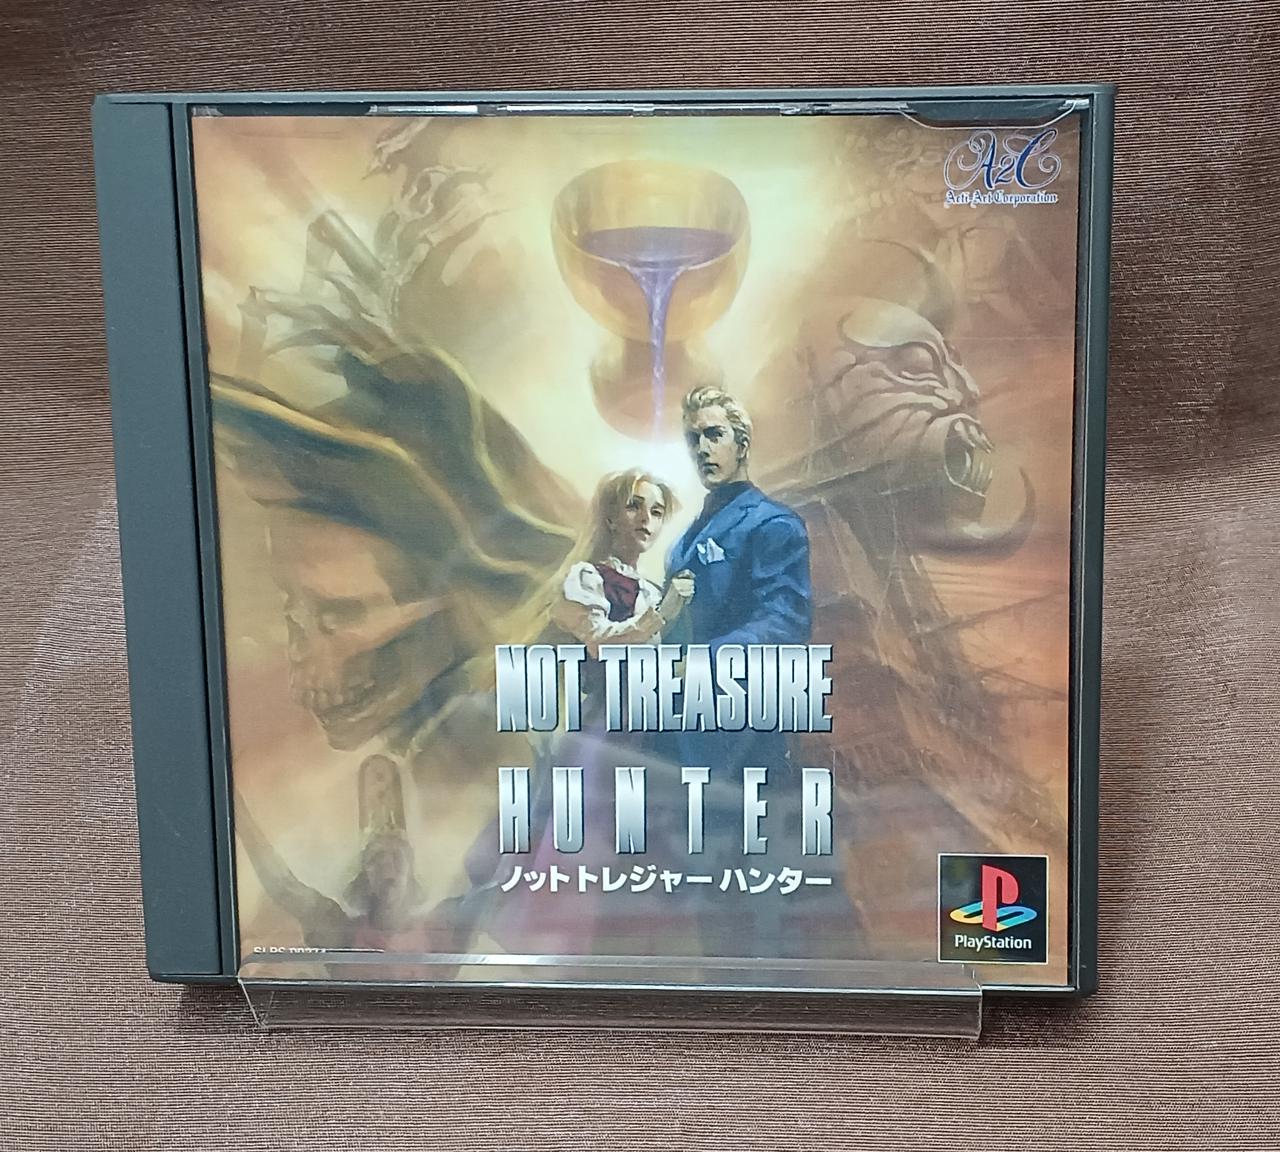 A2C
Acti-Art Corporation
NOT TREASURE
HUNTER
ノット トレジャー ハンター
PlayStation